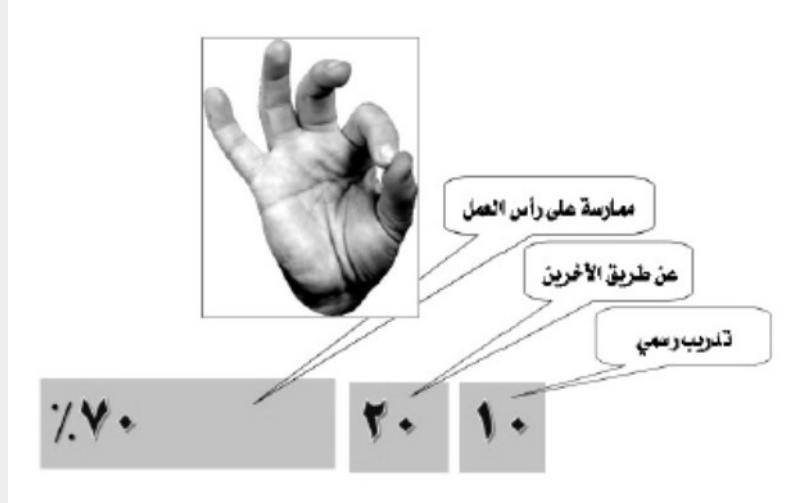 ممارسة على رأس العمل
عن طريق الآخرين
تدريب رسمي
١٠
٢٠
٪٧٠